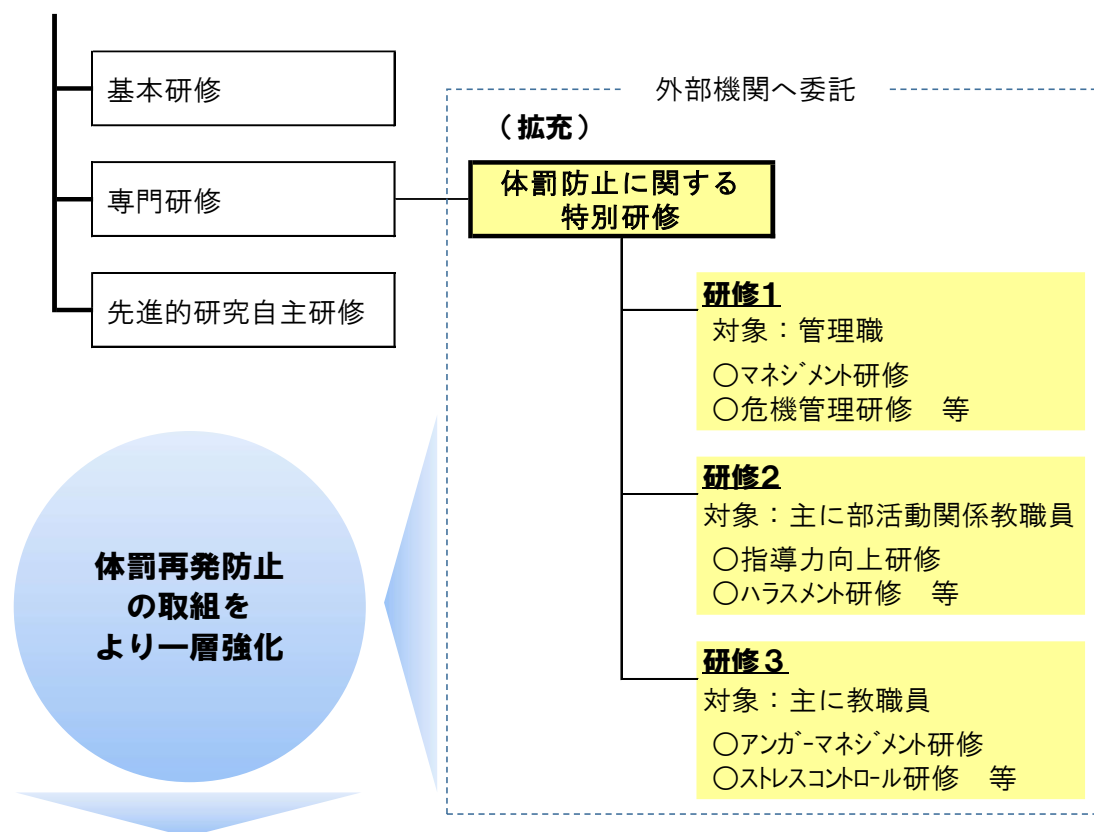 基本研修
専門研修
先進的研究自主研修
外部機関へ委託
（拡充）
体罰防止に関する
特別研修
研修1
対象：管理職
○マネジメント研修
○危機管理研修　等
研修2
対象：主に部活動関係教職員
○指導力向上研修
○ハラスメント研修　等
研修３
対象：主に教職員
○アンガーマネジメント研修
○ストレスコントロール研修　等
体罰再発防止
の取組を
より一層強化